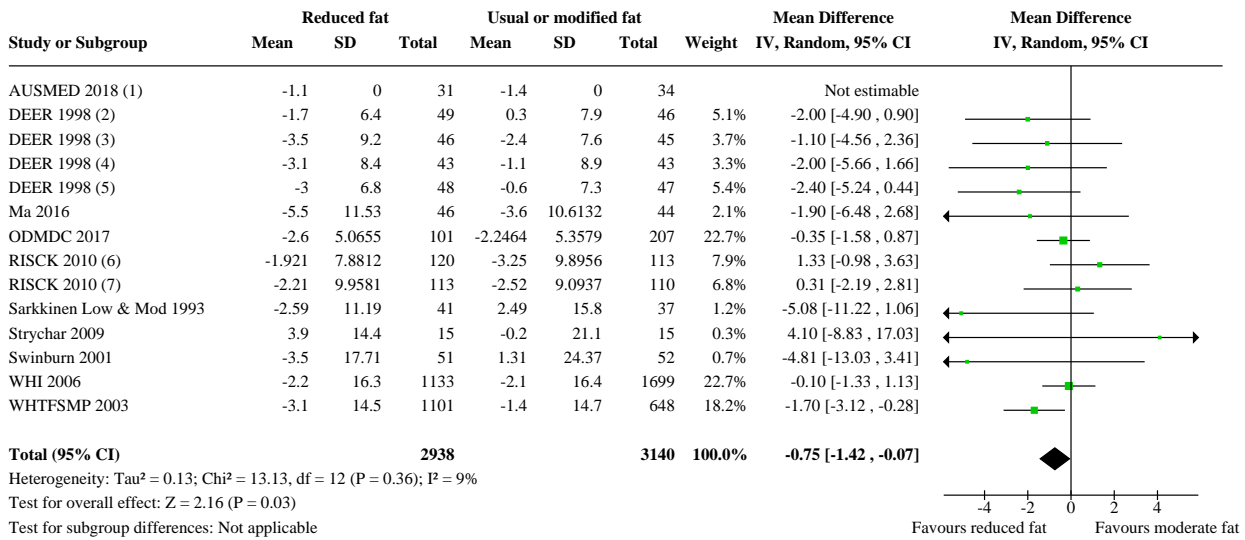 Reduced fat Usual or modified fat Mean Difference Mean Difference
Study or Subgroup Mean SD Total Mean SD Total Weight IV, Random, 95% CI IV, Random, 95% CI
AUSMED 2018 (1) -1.1 0 31 -1.4 0 34 Not estimable
DEER 1998 (2) -1.7 6.4 49 0.3 7.9 46 5.1% -2.00 [-4.90 , 0.90]
DEER 1998 (3) -3.5 9.2 46 -2.4 7.6 45 3.7% -1.10 [-4.56 , 2.36]
DEER 1998 (4) -3.1 8.4 43 -1.1 8.9 43 3.3% -2.00 [-5.66 , 1.66]
DEER 1998 (5) -3 6.8 48 -0.6 7.3 47 5.4% -2.40 [-5.24 , 0.44]
Ma 2016 -5.5 11.53 46 -3.6 10.6132 44 2.1% -1.90 [-6.48 , 2.68]
ODMDC 2017 -2.6 5.0655 101 -2.2464 5.3579 207 22.7% -0.35 [-1.58 , 0.87]
RISCK 2010 (6) -1.921 7.8812 120 -3.25 9.8956 113 7.9% 1.33 [-0.98 , 3.63]
RISCK 2010 (7) -2.21 9.9581 113 -2.52 9.0937 110 6.8% 0.31 [-2.19 , 2.81]
Sarkkinen Low & Mod 1993 -2.59 11.19 41 2.49 15.8 37 1.2% -5.08 [-11.22 , 1.06]
Strychar 2009 3.9 14.4 15 -0.2 21.1 15 0.3% 4.10 [-8.83 , 17.03]
Swinburn 2001 -3.5 17.71 51 1.31 24.37 52 0.7% -4.81 [-13.03 , 3.41]
WHI 2006 -2.2 16.3 1133 -2.1 16.4 1699 22.7% -0.10 [-1.33 , 1.13]
WHTFSMP 2003 -3.1 14.5 1101 -1.4 14.7 648 18.2% -1.70 [-3.12 , -0.28]
Total (95% CI) 2938 3140 100.0% -0.75 [-1.42 , -0.07]
Heterogeneity: Tau² = 0.13; Chi² = 13.13, df = 12 (P = 0.36); I² = 9%
Test for overall effect: Z = 2.16 (P = 0.03)
Test for subgroup differences: Not applicable
-4 -2 0 2 4
Favours reduced fat Favours moderate fat